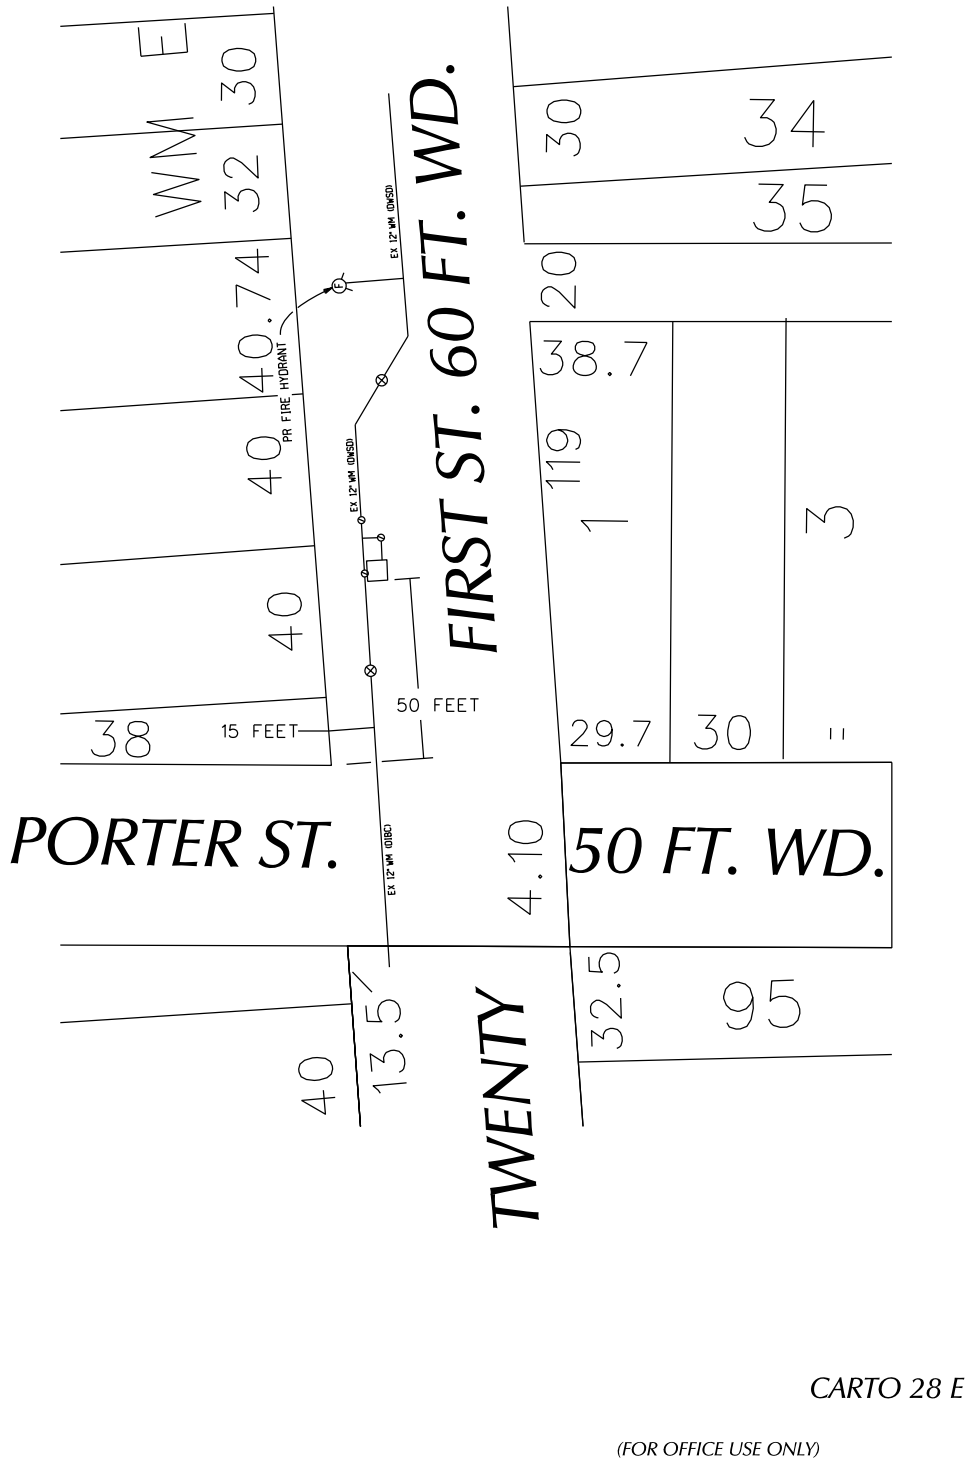 WM E
30
32
40.74
40
40
38
PR FIRE HYDRANT
F
EX 12" WM (DWSD)
EX 12" WM (DWSD)
EX 12" WM (DIBC)
15 FEET
50 FEET
TWENTY FIRST ST. 60 FT. WD.
30
34
35
20
38.7
119
1
3
29.7
30
"
PORTER ST.
50 FT. WD.
4.10
40
13.5'
32.5
95
CARTO 28 E
(FOR OFFICE USE ONLY)